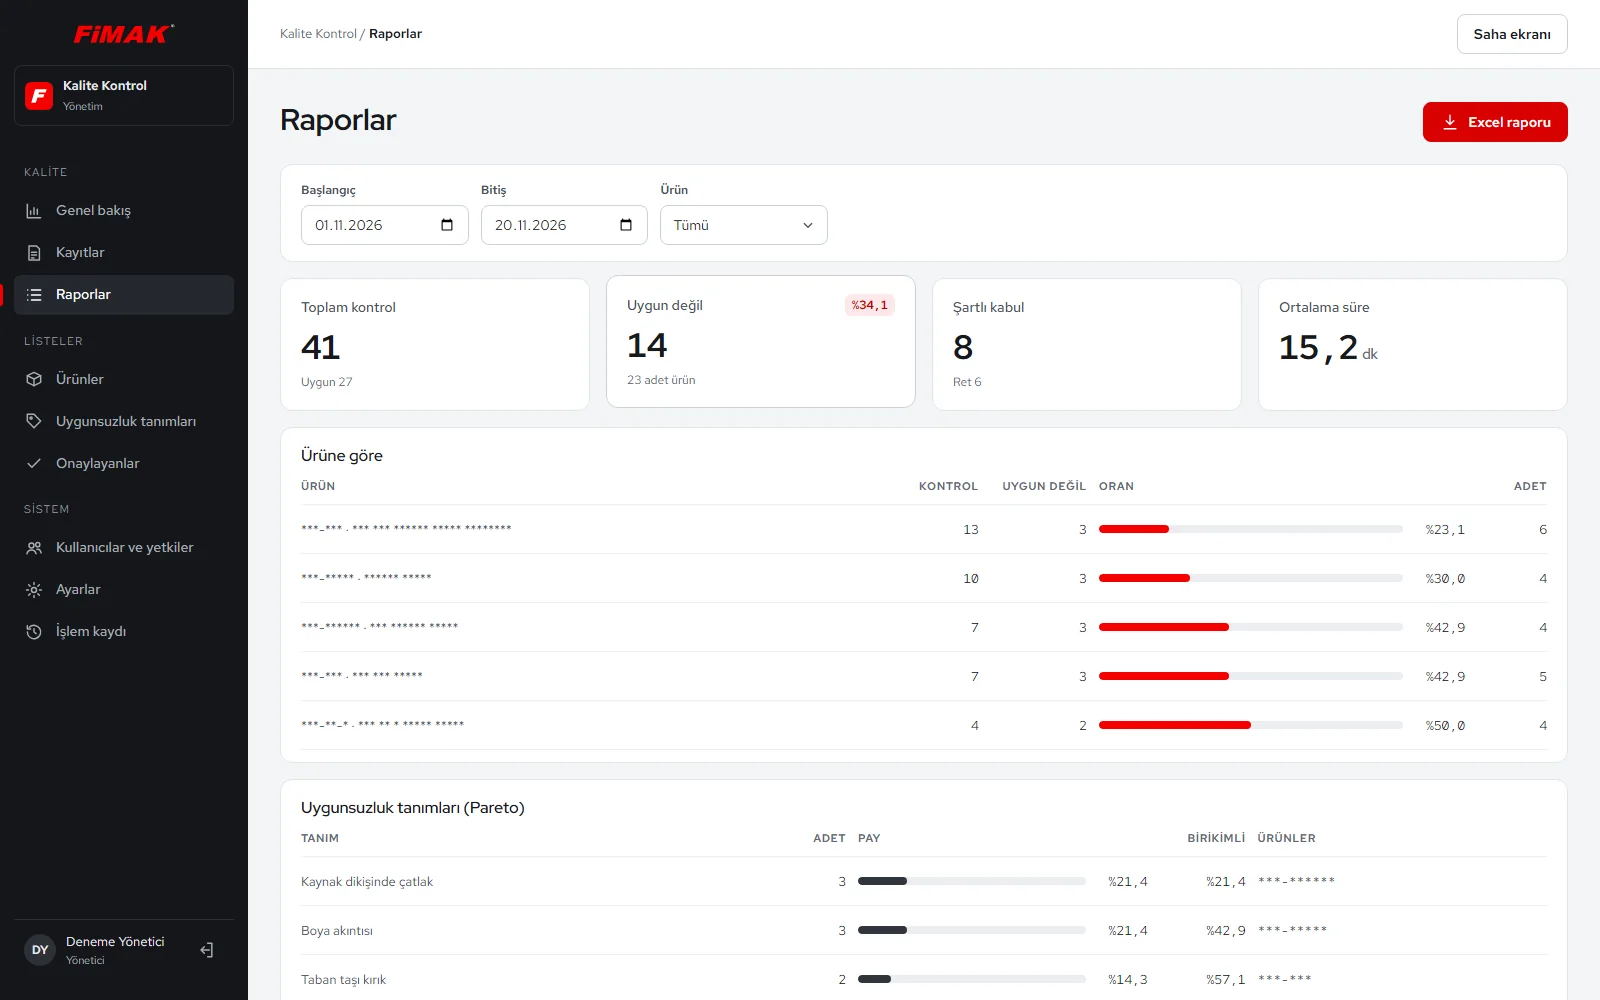 FiMAK
Kalite Kontrol
Yönetim
KALİTE
Genel bakış
Kayıtlar
Raporlar
LİSTELER
Ürünler
Uygunsuzluk tanımları
Onaylayanlar
SİSTEM
Kullanıcılar ve yetkiler
Ayarlar
İşlem kaydı
DY
Deneme Yönetici
Yönetici
Kalite Kontrol / Raporlar
Saha ekranı
Raporlar
Excel raporu
Başlangıç Bitiş Ürün
01.11.2026 20.11.2026 Tümü
Toplam kontrol
41
Uygun 27
Uygun değil %34,1
14
23 adet ürün
Şartlı kabul
8
Ret 6
Ortalama süre
15,2 dk
Ürüne göre
ÜRÜN KONTROL UYGUN DEĞİL ORAN ADET
***-*** · *** *** ****** ***** ******** 13 3 %23,1 6
***-***** · ****** ***** 10 3 %30,0 4
***-****** · *** ****** ***** 7 3 %42,9 4
***-*** · *** *** ***** 7 3 %42,9 5
***-**-* · *** ** * ***** ***** 4 2 %50,0 4
Uygunsuzluk tanımları (Pareto)
TANIM ADET PAY BİRİKİMLİ ÜRÜNLER
Kaynak dikişinde çatlak 3 %21,4 %21,4 ***-******
Boya akıntısı 3 %21,4 %42,9 ***-*****
Taban taşı kırık 2 %14,3 %57,1 ***-***